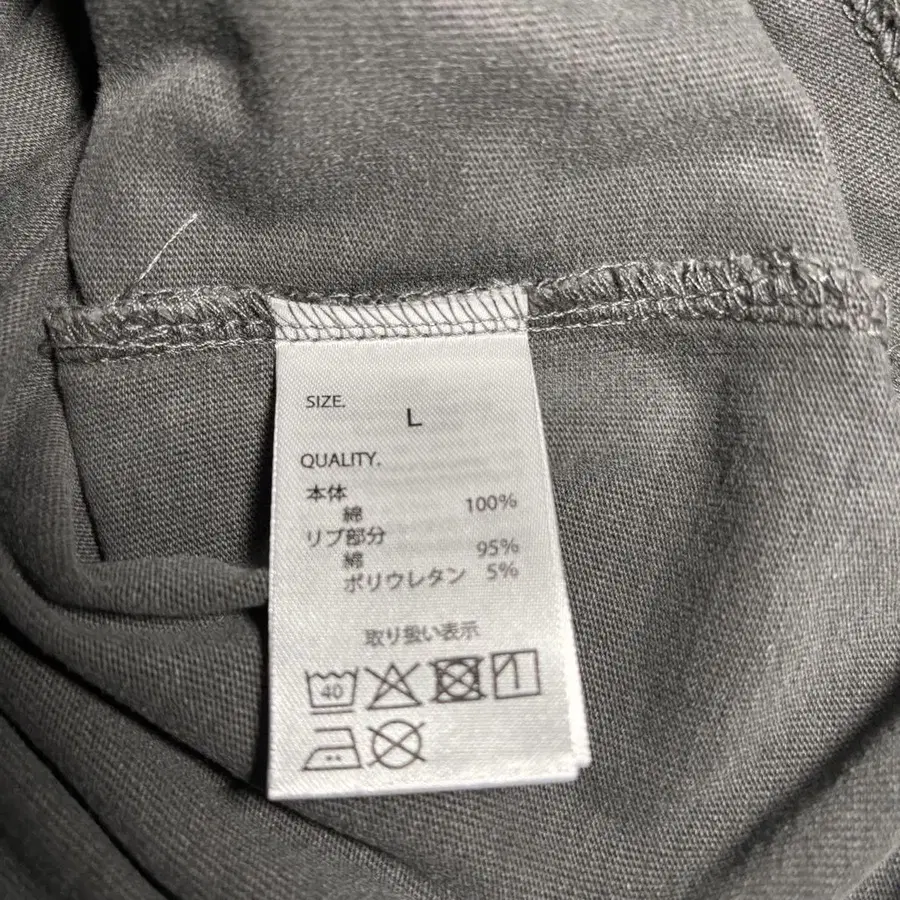 SIZE.
L
QUALITY.
本体
綿 100%
リブ部分
綿 95%
ポリウレタン 5%
取り扱い表示
40